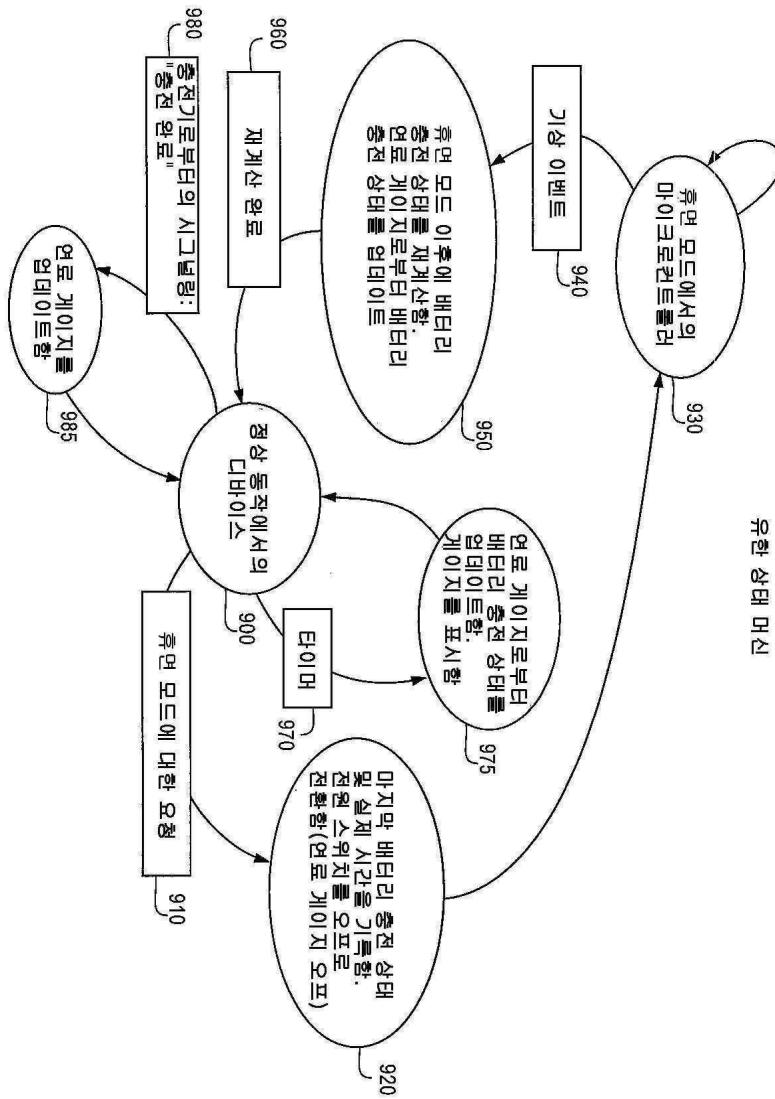 유한 상태 머신
휴면 모드에서의
마이크로컨트롤러
930
기상 이벤트
940
휴면 모드 이후에 배터리
충전 상태를 재계산함.
연료 게이지로부터 배터리
충전 상태를 업데이트
950
연료 게이지로부터
배터리 충전 상태를
업데이트함.
게이지를 표시함
975
마지막 배터리 충전 상태
및 실제 시간을 기록함.
전원 스위치를 오프로
전환함(연료 게이지 오프)
920
재계산 완료
960
타이머
970
정상 동작에서의
디바이스
900
휴면 모드에 대한 요청
910
충전기로부터의 시그널링:
"충전 완료"
980
연료 게이지를
업데이트함
985